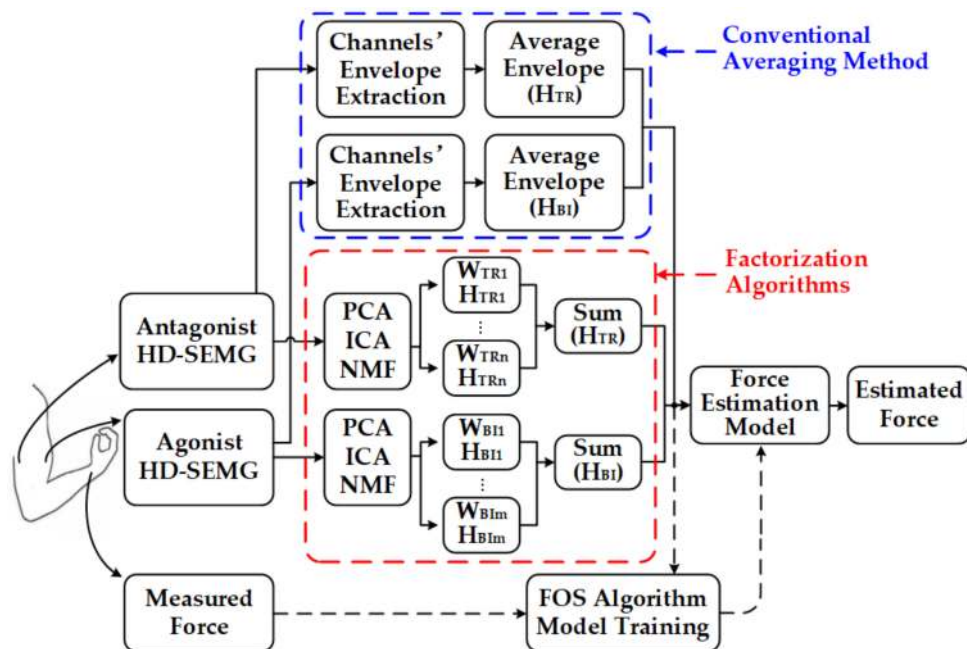 Channels'
Envelope
Extraction
Average
Envelope
(HTR)
Conventional
Averaging Method
Channels'
Envelope
Extraction
Average
Envelope
(HBI)
Factorization
Algorithms
Antagonist
HD-SEMG
PCA
ICA
NMF
WTR1
HTR1
...
WTRn
HTRn
Sum
(HTR)
Agonist
HD-SEMG
PCA
ICA
NMF
WBI1
HBI1
...
WBIm
HBIm
Sum
(HBI)
Force
Estimation
Model
Estimated
Force
Measured
Force
FOS Algorithm
Model Training